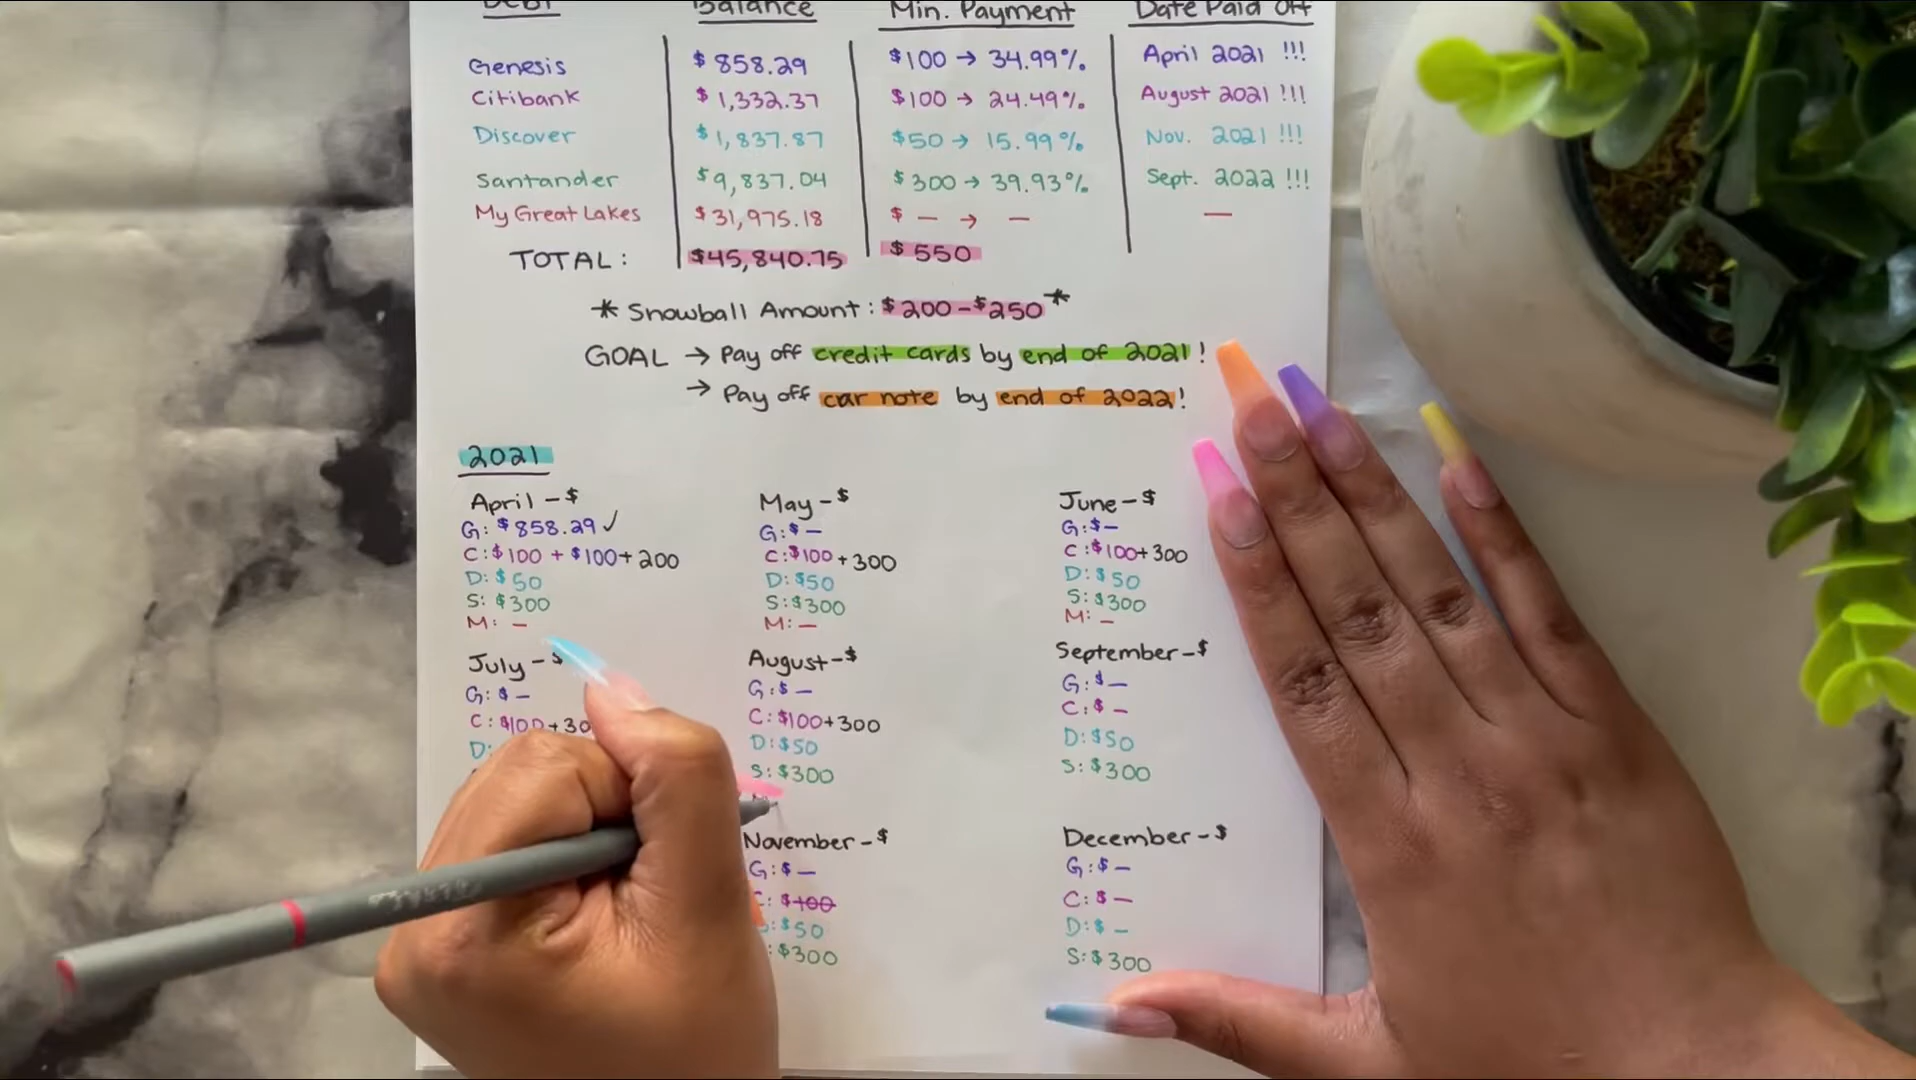 Debt Balance Min. Payment Date Paid Off
Genesis $858.29 $100 → 34.99% April 2021 !!!
Citibank $1,332.37 $100 → 24.49% August 2021 !!!
Discover $1,837.87 $50 → 15.99% Nov. 2021 !!!
Santander $9,837.04 $300 → 39.93% Sept. 2022 !!!
My Great Lakes $31,975.18 $ — → — —
TOTAL: $45,840.75 $550
* Snowball Amount: $200-$250*
GOAL → Pay off credit cards by end of 2021!
→ Pay off car note by end of 2022!
2021
April - $
G: $858.29 ✓
C: $100 + $100+200
D: $50
S: $300
M: —
May - $
G: $ —
C: $100+300
D: $50
S: $300
M: —
June - $
G: $ —
C: $100+300
D: $50
S: $300
M: —
July - $
G: $ —
C: $100+30
D:
August - $
G: $ —
C: $100+300
D: $50
S: $300
September - $
G: $ —
C: $ —
D: $50
S: $300
November - $
G: $ —
C: $100
: $50
: $300
December - $
G: $ —
C: $ —
D: $ —
S: $300